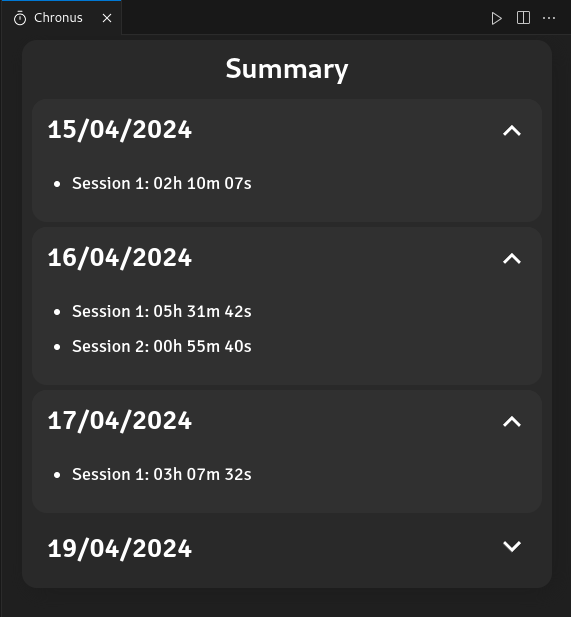 Chronus
Summary
15/04/2024
Session 1: 02h 10m 07s
16/04/2024
Session 1: 05h 31m 42s
Session 2: 00h 55m 40s
17/04/2024
Session 1: 03h 07m 32s
19/04/2024